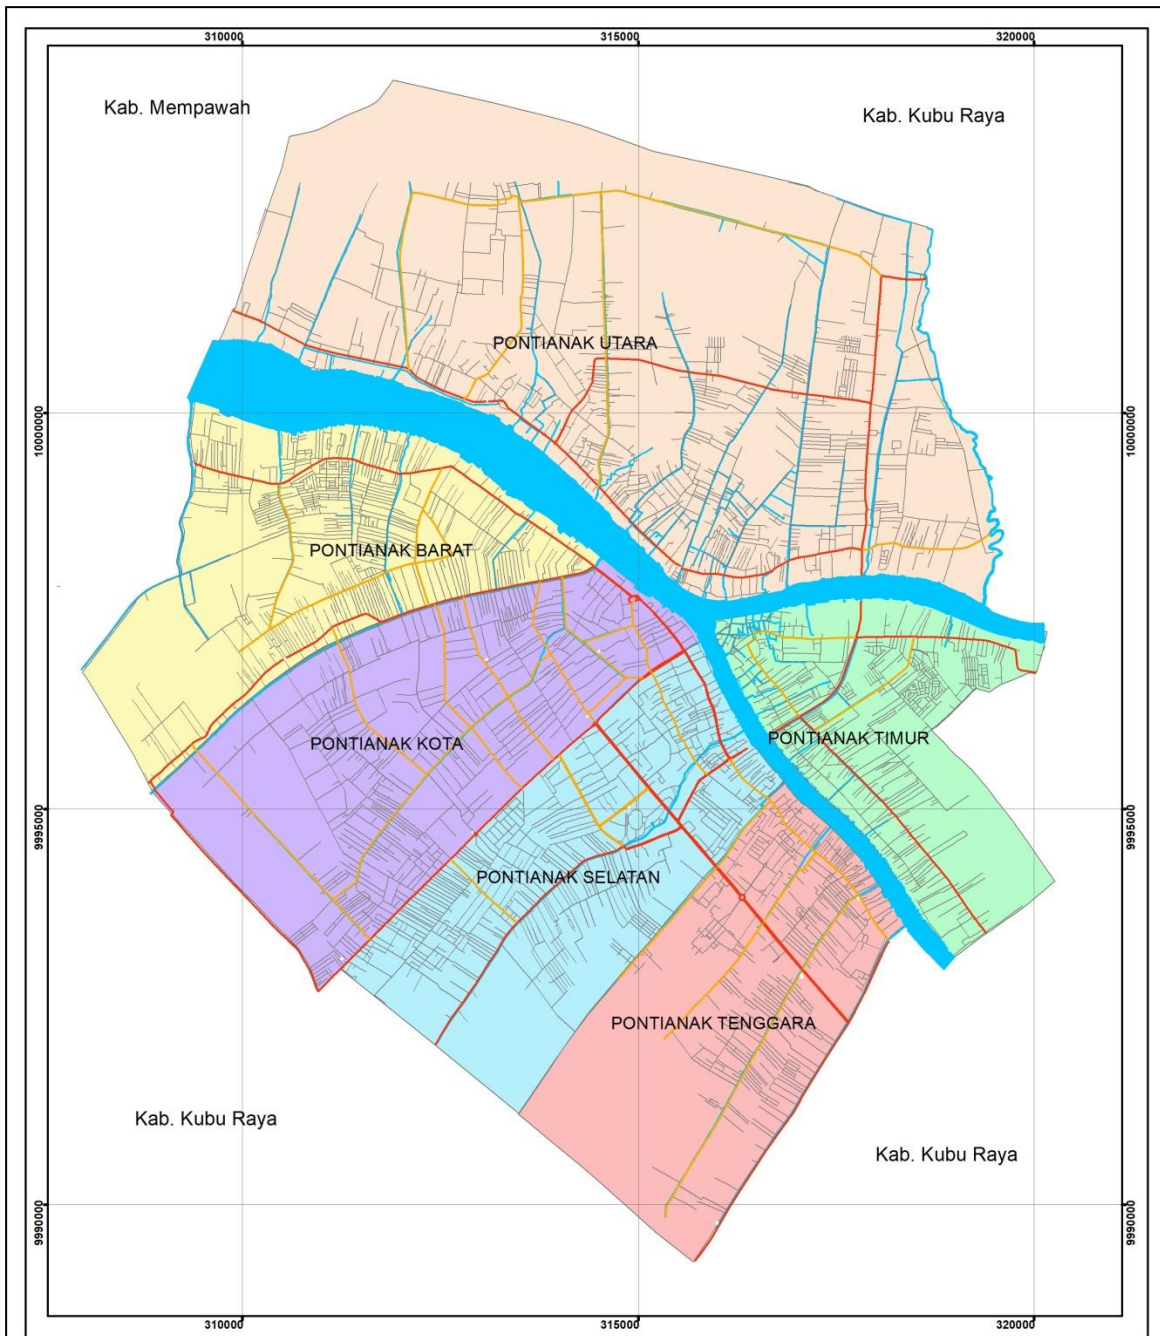 310000
315000
320000
Kab. Mempawah
Kab. Kubu Raya
PONTIANAK UTARA
10000000
10000000
PONTIANAK BARAT
PONTIANAK KOTA
PONTIANAK TIMUR
9995000
9995000
PONTIANAK SELATAN
PONTIANAK TENGGARA
Kab. Kubu Raya
Kab. Kubu Raya
9990000
9990000
310000
315000
320000